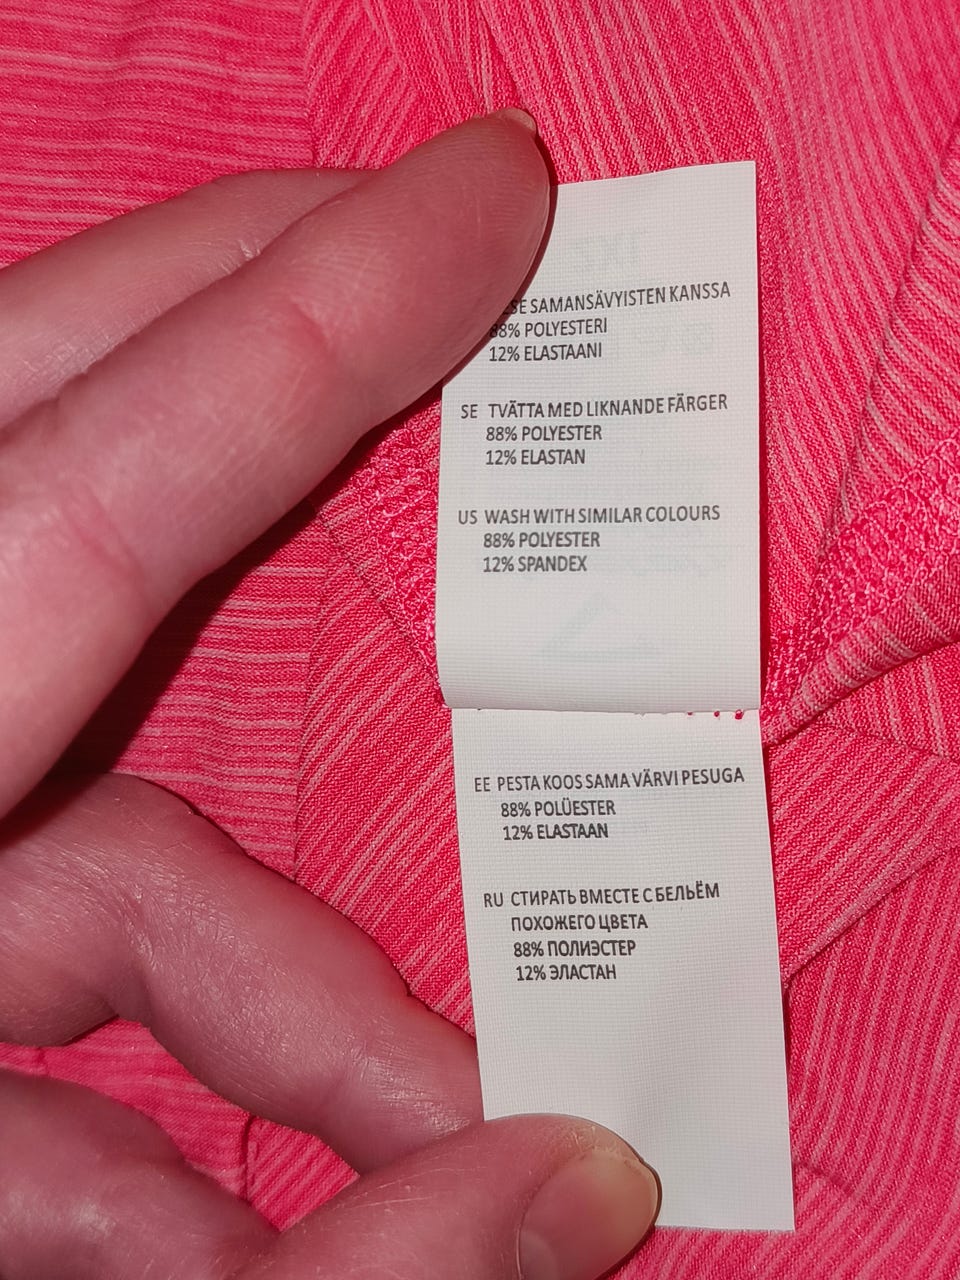 SAMANSÄVYISTEN KANSSA
88% POLYESTERI
12% ELASTAANI
SE TVÄTTA MED LIKNANDE FÄRGER
88% POLYESTER
12% ELASTAN
US WASH WITH SIMILAR COLOURS
88% POLYESTER
12% SPANDEX
EE PESTA KOOS SAMA VÄRVI PESUGA
88% POLÜESTER
12% ELASTAAN
RU СТИРАТЬ ВМЕСТЕ С БЕЛЬЁМ
ПОХОЖЕГО ЦВЕТА
88% ПОЛИЭСТЕР
12% ЭЛАСТАН